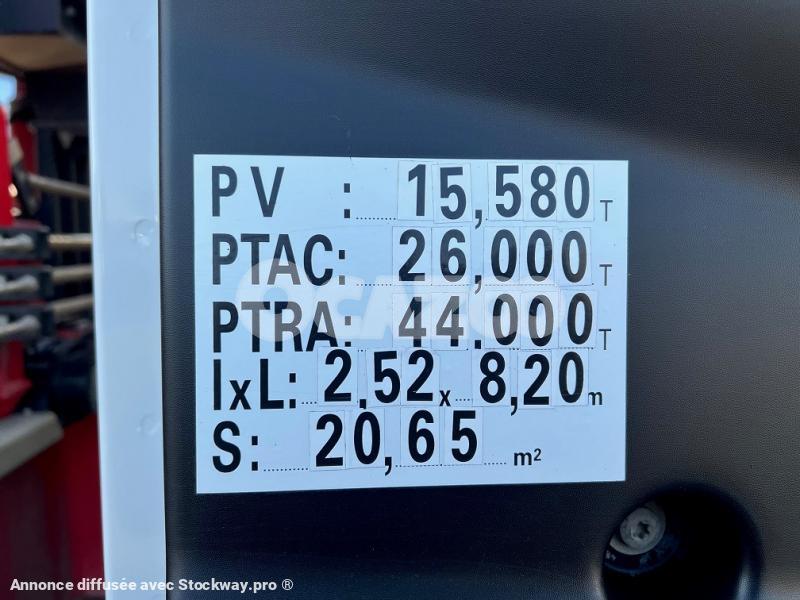 PV : 15,580 T
PTAC: 26,000 T
PTRA: 44.000 T
lxL: 2,52 x 8,20 m
S: 20,65 m²
OCAZOO
Annonce diffusée avec Stockway.pro ®